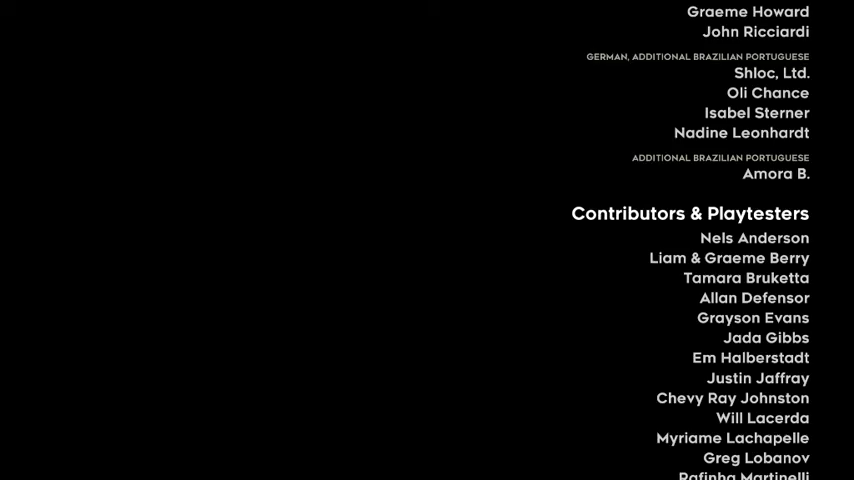 Graeme Howard
John Ricciardi
GERMAN, ADDITIONAL BRAZILIAN PORTUGUESE
Shloc, Ltd.
Oli Chance
Isabel Sterner
Nadine Leonhardt
ADDITIONAL BRAZILIAN PORTUGUESE
Amora B.
Contributors & Playtesters
Nels Anderson
Liam & Graeme Berry
Tamara Bruketta
Allan Defensor
Grayson Evans
Jada Gibbs
Em Halberstadt
Justin Jaffray
Chevy Ray Johnston
Will Lacerda
Myriame Lachapelle
Greg Lobanov
Rafinha Martinelli